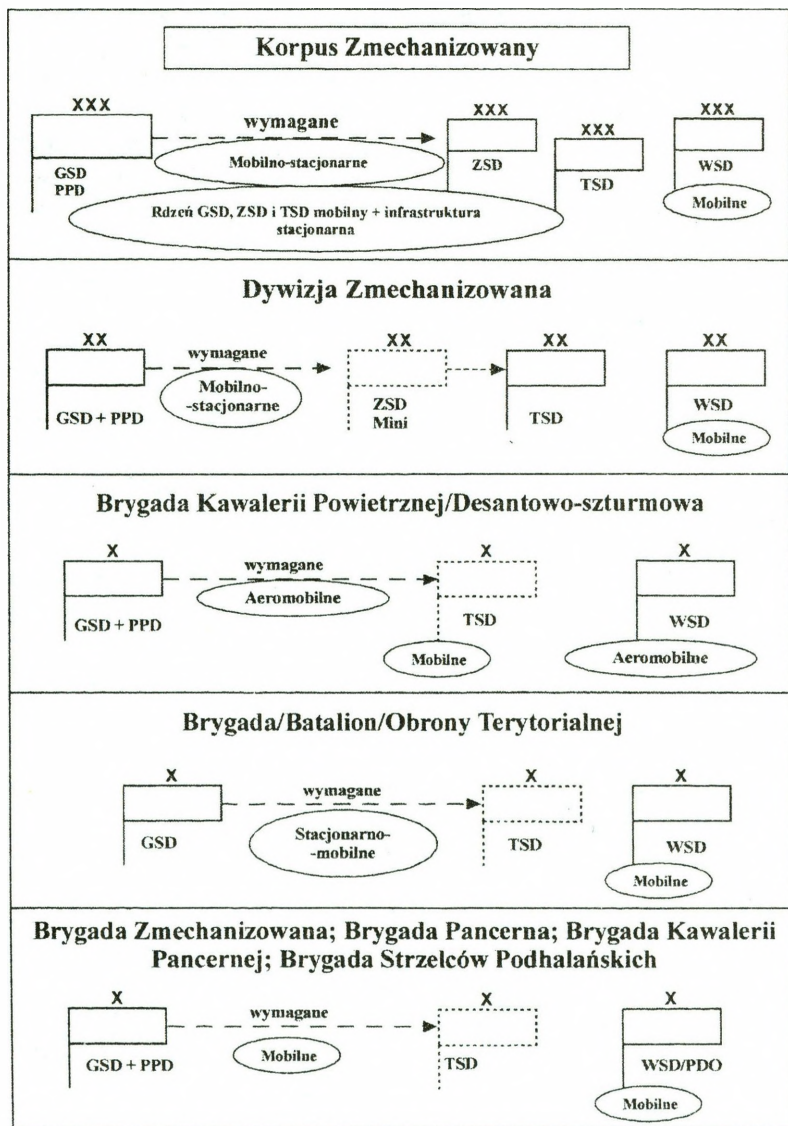 Korpus Zmechanizowany
XXX
wymagane
XXX
XXX
XXX
GSD
PPD
Mobilno-stacjonarne
ZSD
TSD
WSD
Mobilne
Rdzeń GSD, ZSD i TSD mobilny + infrastruktura
stacjonarna
Dywizja Zmechanizowana
XX
wymagane
XX
XX
XX
GSD + PPD
Mobilno-
-stacjonarne
ZSD
Mini
TSD
WSD
Mobilne
Brygada Kawalerii Powietrznej/Desantowo-szturmowa
X
wymagane
X
X
GSD + PPD
Aeromobilne
TSD
WSD
Mobilne
Aeromobilne
Brygada/Batalion/Obrony Terytorialnej
X
wymagane
X
X
GSD
Stacjonarno-
-mobilne
TSD
WSD
Mobilne
Brygada Zmechanizowana; Brygada Pancerna; Brygada Kawalerii
Pancernej; Brygada Strzelców Podhalańskich
X
wymagane
X
X
GSD + PPD
Mobilne
TSD
WSD/PDO
Mobilne